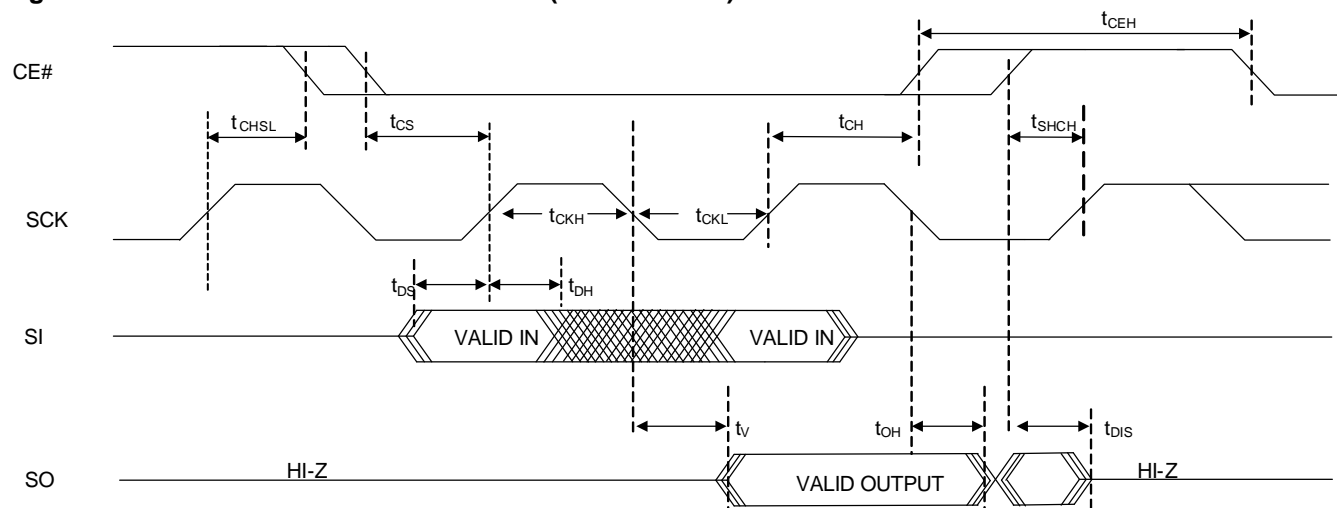 tCEH
CE#
tCHSL
tCS
tCH
tSHCH
SCK
tCKH
tCKL
tDS
tDH
SI
VALID IN
VALID IN
tV
tOH
tDIS
SO
HI-Z
VALID OUTPUT
HI-Z